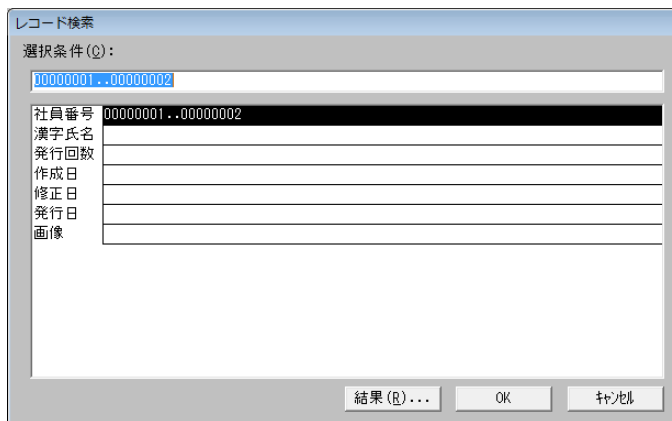 レコード検索
選択条件(C):
00000001..00000002
社員番号 00000001..00000002
漢字氏名
発行回数
作成日
修正日
発行日
画像
結果(R)... OK ｷｬﾝｾﾙ